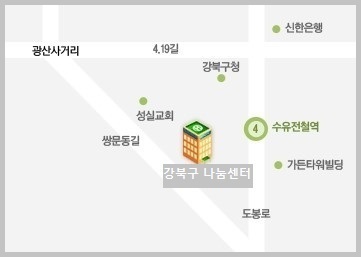 신한은행
광산사거리
4.19길
강북구청
성실교회
4
수유전철역
쌍문동길
강북구 나눔센터
가든타워빌딩
도봉로